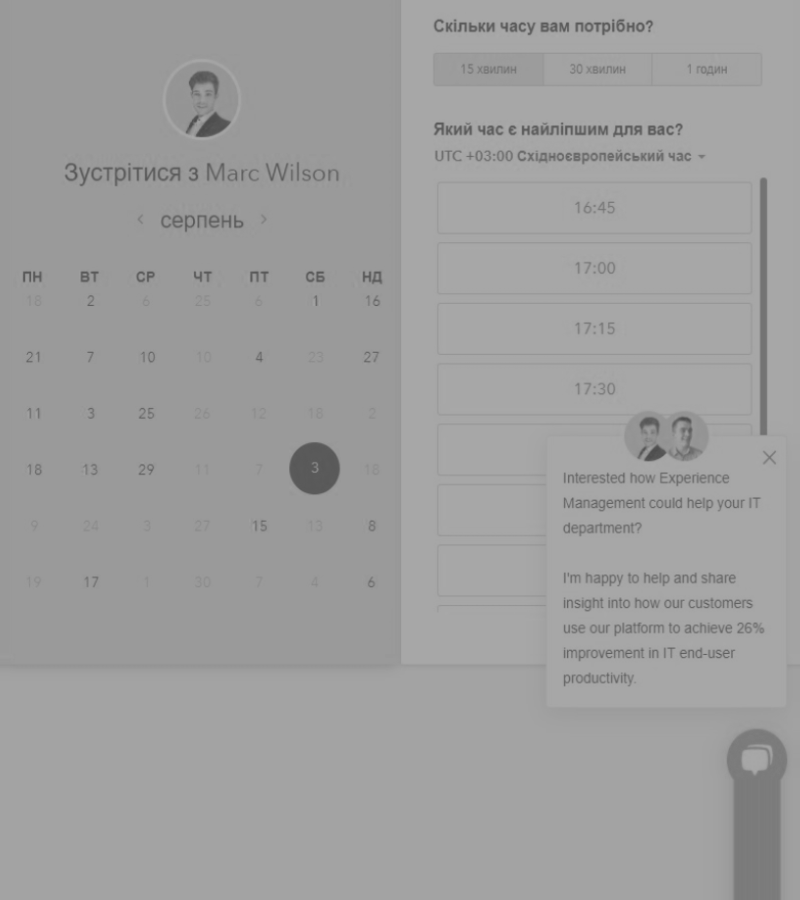 Зустрітися з Marc Wilson
< серпень >
ПН ВТ СР ЧТ ПТ СБ НД
18 2 6 25 6 1 16
21 7 10 10 4 23 27
11 3 25 26 12 18 2
18 13 29 11 7 3 18
9 24 3 27 15 13 8
19 17 1 30 7 4 6
Скільки часу вам потрібно?
15 хвилин 30 хвилин 1 годин
Який час є найліпшим для вас?
UTC +03:00 Східноєвропейський час
16:45
17:00
17:15
17:30
Interested how Experience
Management could help your IT
department?
I'm happy to help and share
insight into how our customers
use our platform to achieve 26%
improvement in IT end-user
productivity.